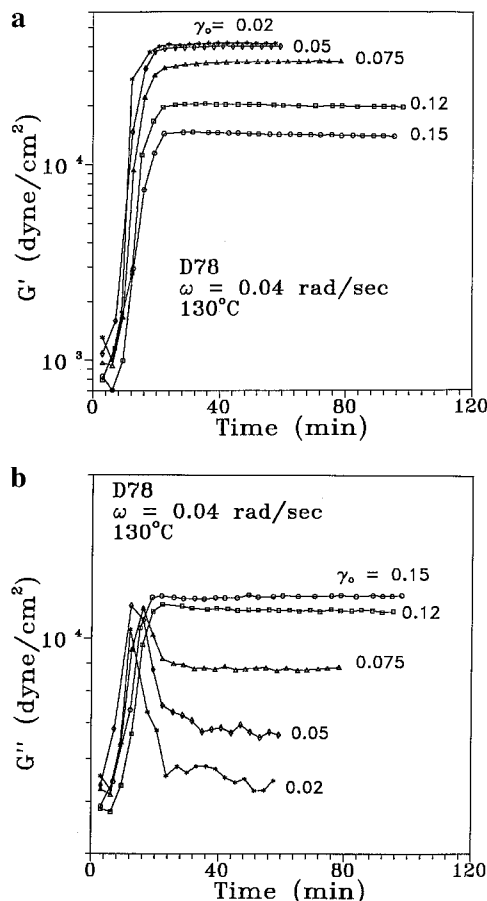 a
γₒ= 0.02
0.05
0.075
0.12
0.15
10⁴
10³
G' (dyne/cm²)
D78
ω = 0.04 rad/sec
130°C
0 40 80 120
Time (min)
b
D78
ω = 0.04 rad/sec
130°C
γₒ = 0.15
0.12
0.075
0.05
0.02
10⁴
G'' (dyne/cm²)
0 40 80 120
Time (min)